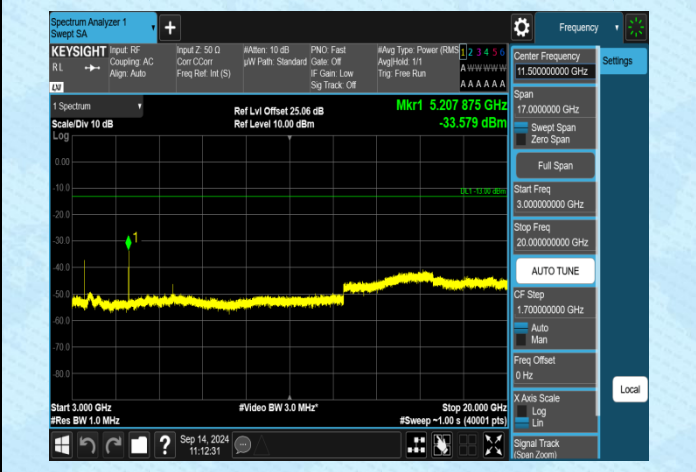 Spectrum Analyzer 1
Swept SA
Frequency
KEYSIGHT
RL
LXI
Input: RF
Coupling: AC
Align: Auto
Input Z: 50 Ω
Corr CCorr
Freq Ref: Int (S)
#Atten: 10 dB
µW Path: Standard
PNO: Fast
Gate: Off
IF Gain: Low
Sig Track: Off
#Avg Type: Power (RMS
Avg|Hold: 1/1
Trig: Free Run
1 2 3 4 5 6
A W W W W W
A A A A A A
1 Spectrum
Scale/Div 10 dB
Ref Lvl Offset 25.06 dB
Ref Level 10.00 dBm
Mkr1 5.207 875 GHz
-33.579 dBm
Log
0.00
-10.0
-20.0
-30.0
-40.0
-50.0
-60.0
-70.0
-80.0
DL1 -13.00 dBm
1
Start 3.000 GHz
#Res BW 1.0 MHz
#Video BW 3.0 MHz*
Stop 20.000 GHz
#Sweep ~1.00 s (40001 pts)
Center Frequency
11.500000000 GHz
Settings
Span
17.0000000 GHz
Swept Span
Zero Span
Full Span
Start Freq
3.000000000 GHz
Stop Freq
20.000000000 GHz
AUTO TUNE
CF Step
1.700000000 GHz
Auto
Man
Freq Offset
0 Hz
X Axis Scale
Log
Lin
Signal Track
(Span Zoom)
Local
?
Sep 14, 2024
11:12:31